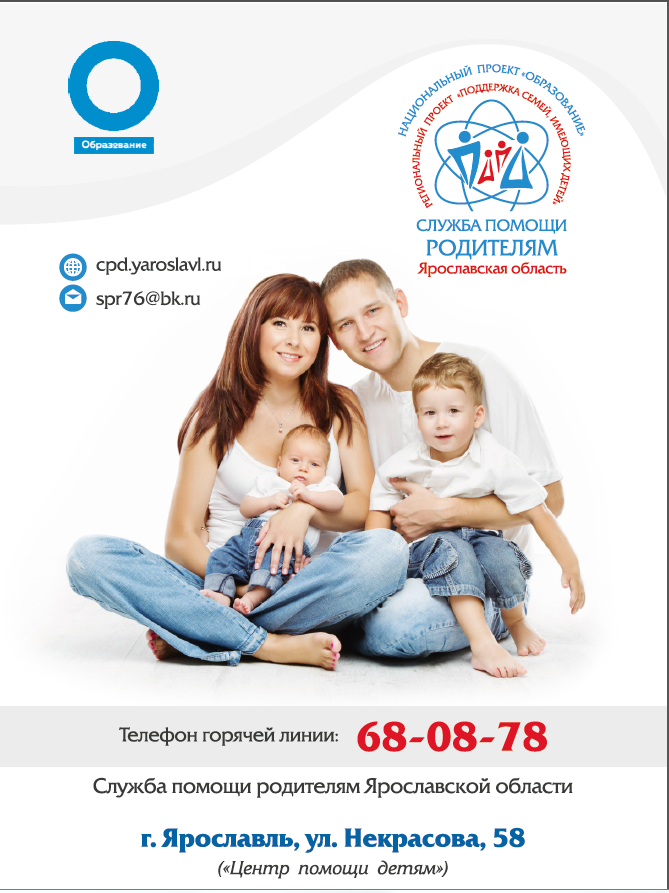 Образование
НАЦИОНАЛЬНЫЙ ПРОЕКТ «ОБРАЗОВАНИЕ»
РЕГИОНАЛЬНЫЙ ПРОЕКТ «ПОДДЕРЖКА СЕМЕЙ, ИМЕЮЩИХ ДЕТЕЙ»
СЛУЖБА ПОМОЩИ
РОДИТЕЛЯМ
Ярославская область
cpd.yaroslavl.ru
spr76@bk.ru
Телефон горячей линии: 68-08-78
Служба помощи родителям Ярославской области
г. Ярославль, ул. Некрасова, 58
(«Центр помощи детям»)